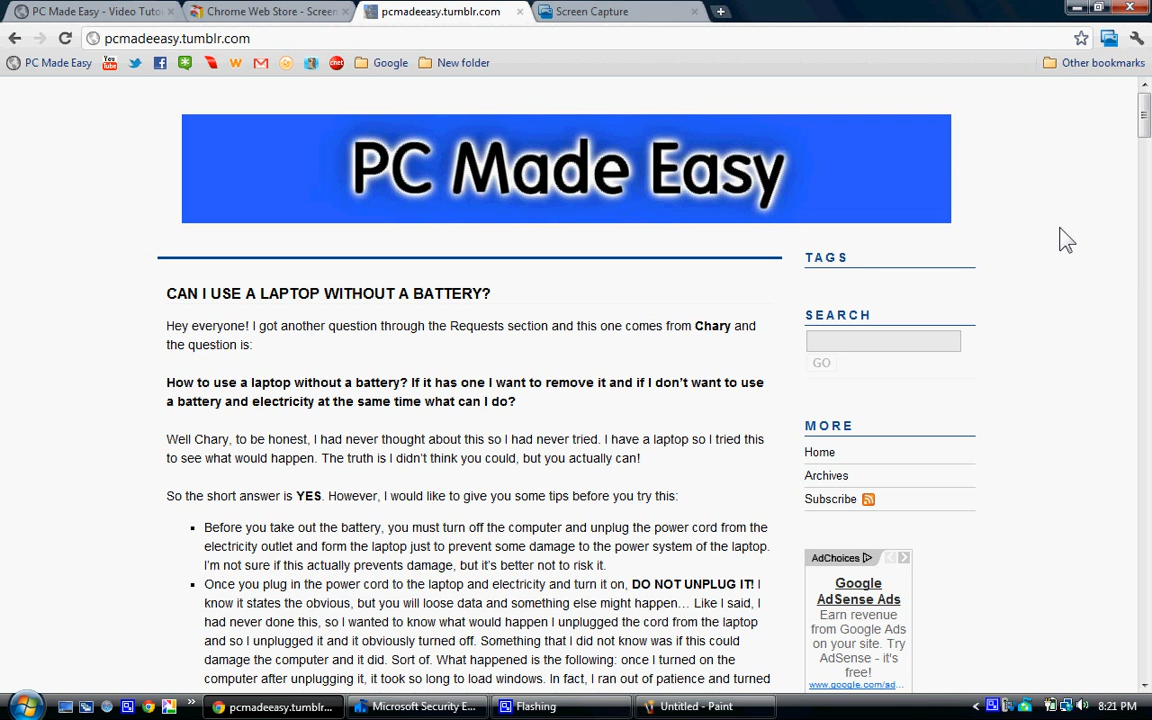 PC Made Easy - Video Tutor
Chrome Web Store - Screen
pcmadeeasy.tumblr.com
Screen Capture
pcmadeeasy.tumblr.com
PC Made Easy
You Tube
cnet
Google
New folder
Other bookmarks
PC Made Easy
TAGS
CAN I USE A LAPTOP WITHOUT A BATTERY?
Hey everyone! I got another question through the Requests section and this one comes from Chary and
the question is:
How to use a laptop without a battery? If it has one I want to remove it and if I don't want to use
a battery and electricity at the same time what can I do?
Well Chary, to be honest, I had never thought about this so I had never tried. I have a laptop so I tried this
to see what would happen. The truth is I didn't think you could, but you actually can!
So the short answer is YES. However, I would like to give you some tips before you try this:
Before you take out the battery, you must turn off the computer and unplug the power cord from the
electricity outlet and form the laptop just to prevent some damage to the power system of the laptop.
I'm not sure if this actually prevents damage, but it's better not to risk it.
Once you plug in the power cord to the laptop and electricity and turn it on, DO NOT UNPLUG IT! I
know it states the obvious, but you will loose data and something else might happen... Like I said, I
had never done this, so I wanted to know what would happen I unplugged the cord from the laptop
and so I unplugged it and it obviously turned off. Something that I did not know was if this could
damage the computer and it did. Sort of. What happened is the following: once I turned on the
computer after unplugging it, it took so long to load windows. In fact, I ran out of patience and turned
SEARCH
GO
MORE
Home
Archives
Subscribe
AdChoices
Google
AdSense Ads
Earn revenue
from Google Ads
on your site. Try
AdSense - it's
free!
www.google.com/ad...
pcmadeeasy.tumblr...
Microsoft Security E...
Flashing
Untitled - Paint
8:21 PM